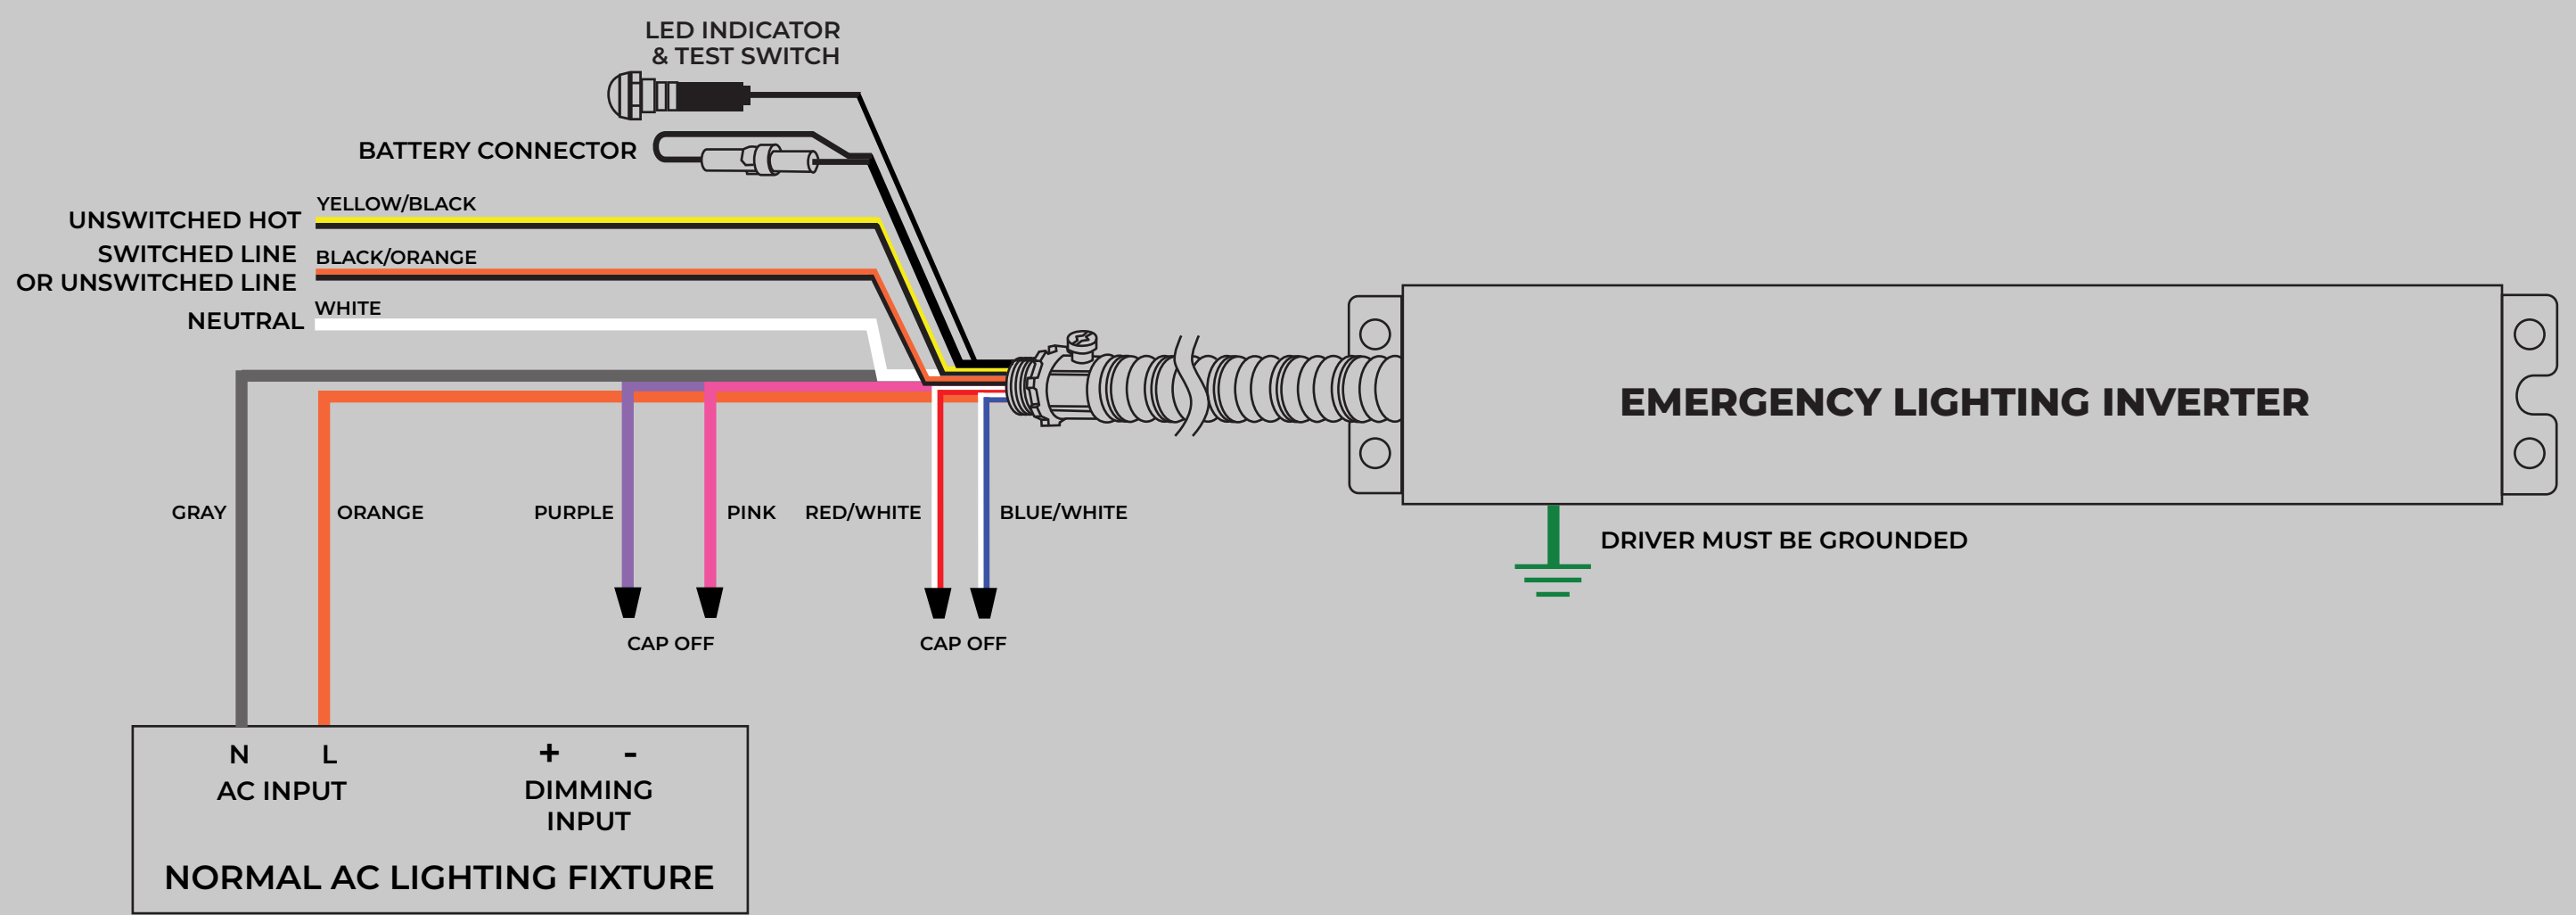 LED INDICATOR
& TEST SWITCH
BATTERY CONNECTOR
YELLOW/BLACK
UNSWITCHED HOT
SWITCHED LINE
OR UNSWITCHED LINE
BLACK/ORANGE
WHITE
NEUTRAL
EMERGENCY LIGHTING INVERTER
GRAY
ORANGE
PURPLE
PINK
RED/WHITE
BLUE/WHITE
DRIVER MUST BE GROUNDED
CAP OFF
CAP OFF
N L + -
AC INPUT
DIMMING
INPUT
NORMAL AC LIGHTING FIXTURE